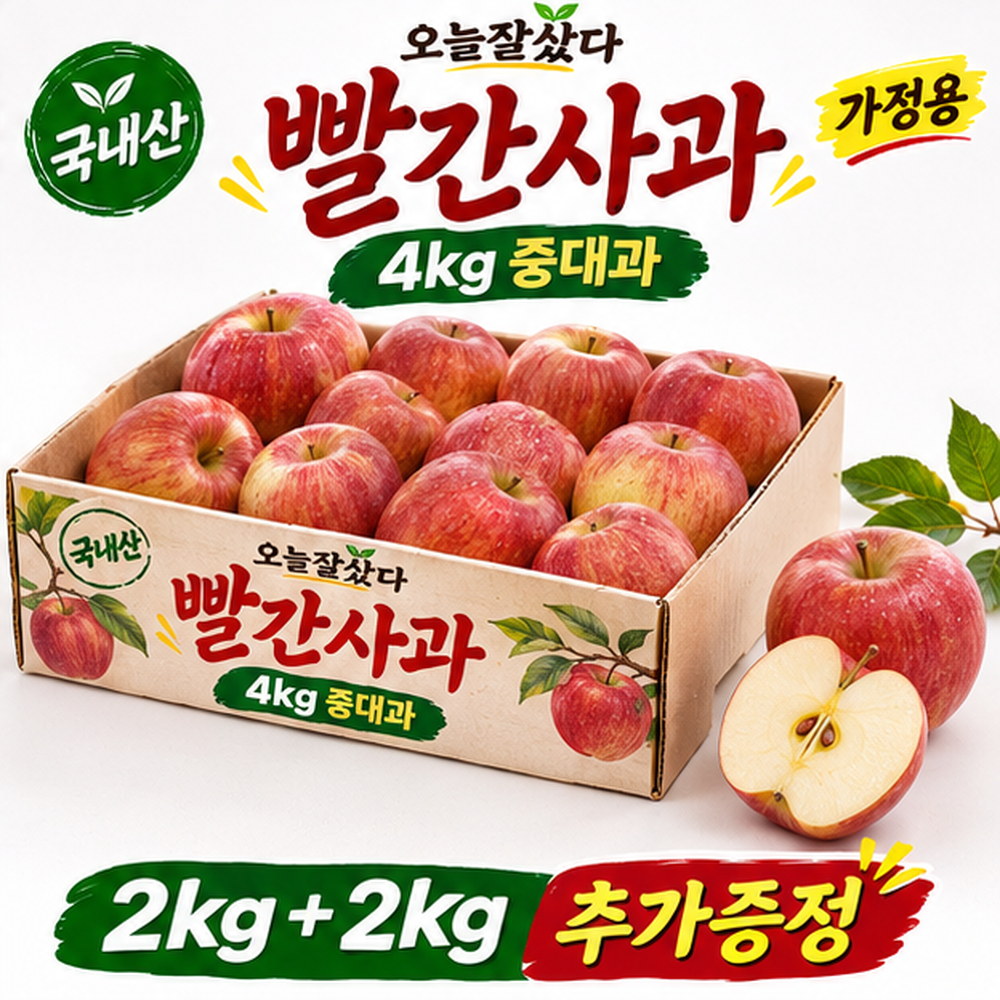 오늘잘샀다
국내산
빨간사과
가정용
4kg 중대과
국내산
오늘잘샀다
빨간사과
4kg 중대과
2kg+2kg 추가증정